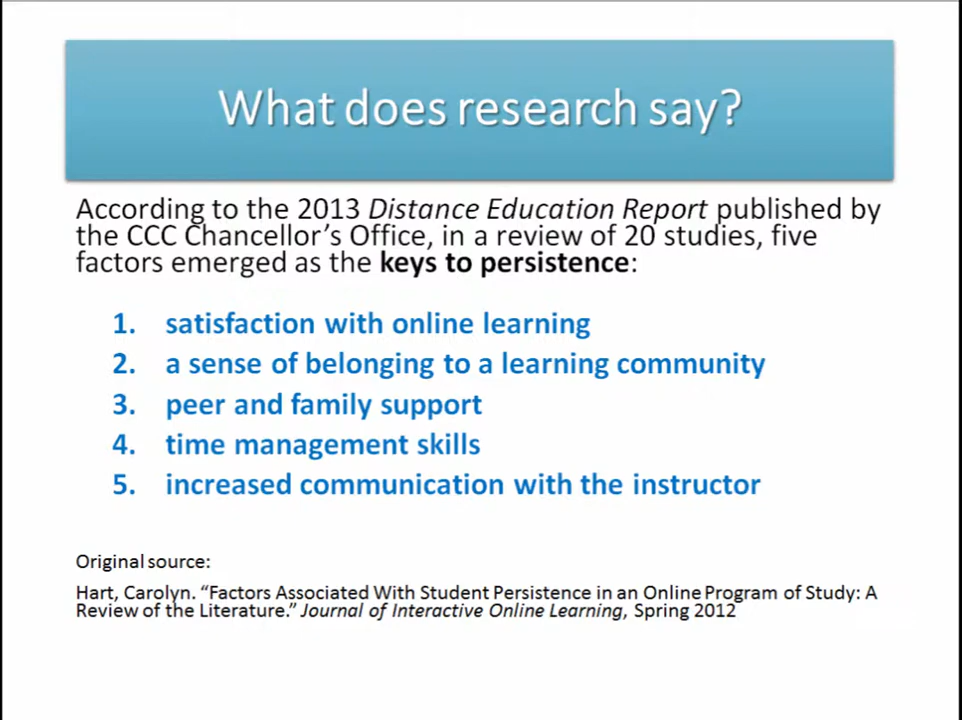 What does research say?
According to the 2013 Distance Education Report published by
the CCC Chancellor’s Office, in a review of 20 studies, five
factors emerged as the keys to persistence:
1. satisfaction with online learning
2. a sense of belonging to a learning community
3. peer and family support
4. time management skills
5. increased communication with the instructor
Original source:
Hart, Carolyn. “Factors Associated With Student Persistence in an Online Program of Study: A
Review of the Literature.” Journal of Interactive Online Learning, Spring 2012